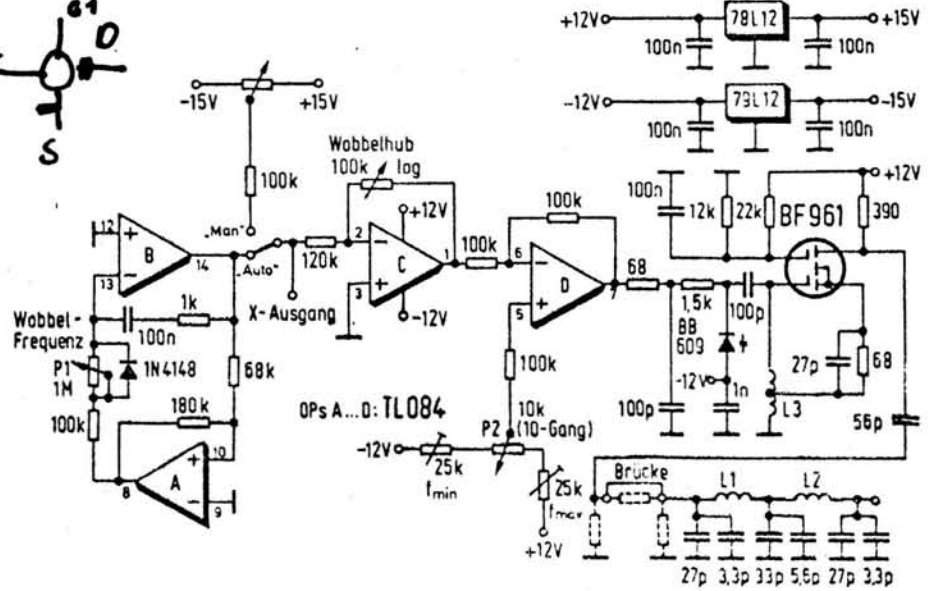 G1
D
S
+12V
78L12
+15V
100n
100n
-12V
79L12
-15V
100n
100n
-15V
+15V
100k
„Man"
„Auto"
Wobbelhub
100k log
120k
X-Ausgang
12
+
B
-
13
14
1k
100n
Wobbel-
Frequenz
P1
1M
1N4148
68k
100k
180k
10
+
A
-
9
8
2
-
C
+
3
1
+12V
-12V
OPs A...D: TL084
100k
100k
6
-
D
+
5
7
100k
10k
P2 (10-Gang)
-12V
25k
fmin
25k
fmax
+12V
68
1,5k
100p
BB
609
-12V
1n
100p
100n
12k
22k
BF961
+12V
390
27p
68
L3
56p
Brücke
L1
L2
27p
3,3p
33p
5,6p
27p
3,3p